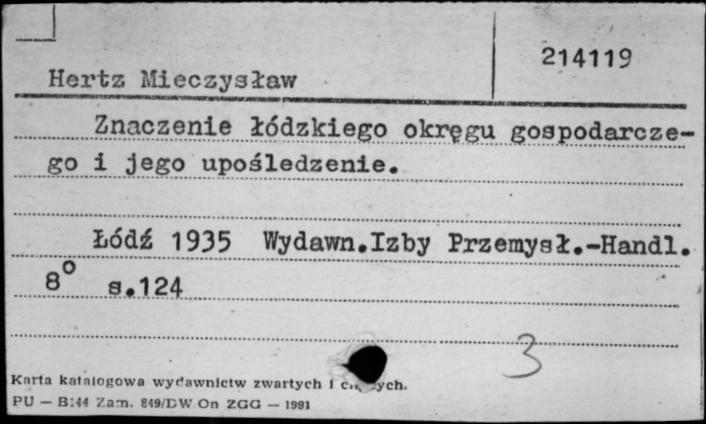 214119
Hertz Mieczysław
Znaczenie łódzkiego okręgu gospodarcze-
go i jego upośledzenie.
Łódź 1935 Wydawn.Izby Przemysł.-Handl.
8° s.124
3
Karta katalogowa wydawnictw zwartych i
PU — B:44 Zam. 849/DW On ZGG — 1991